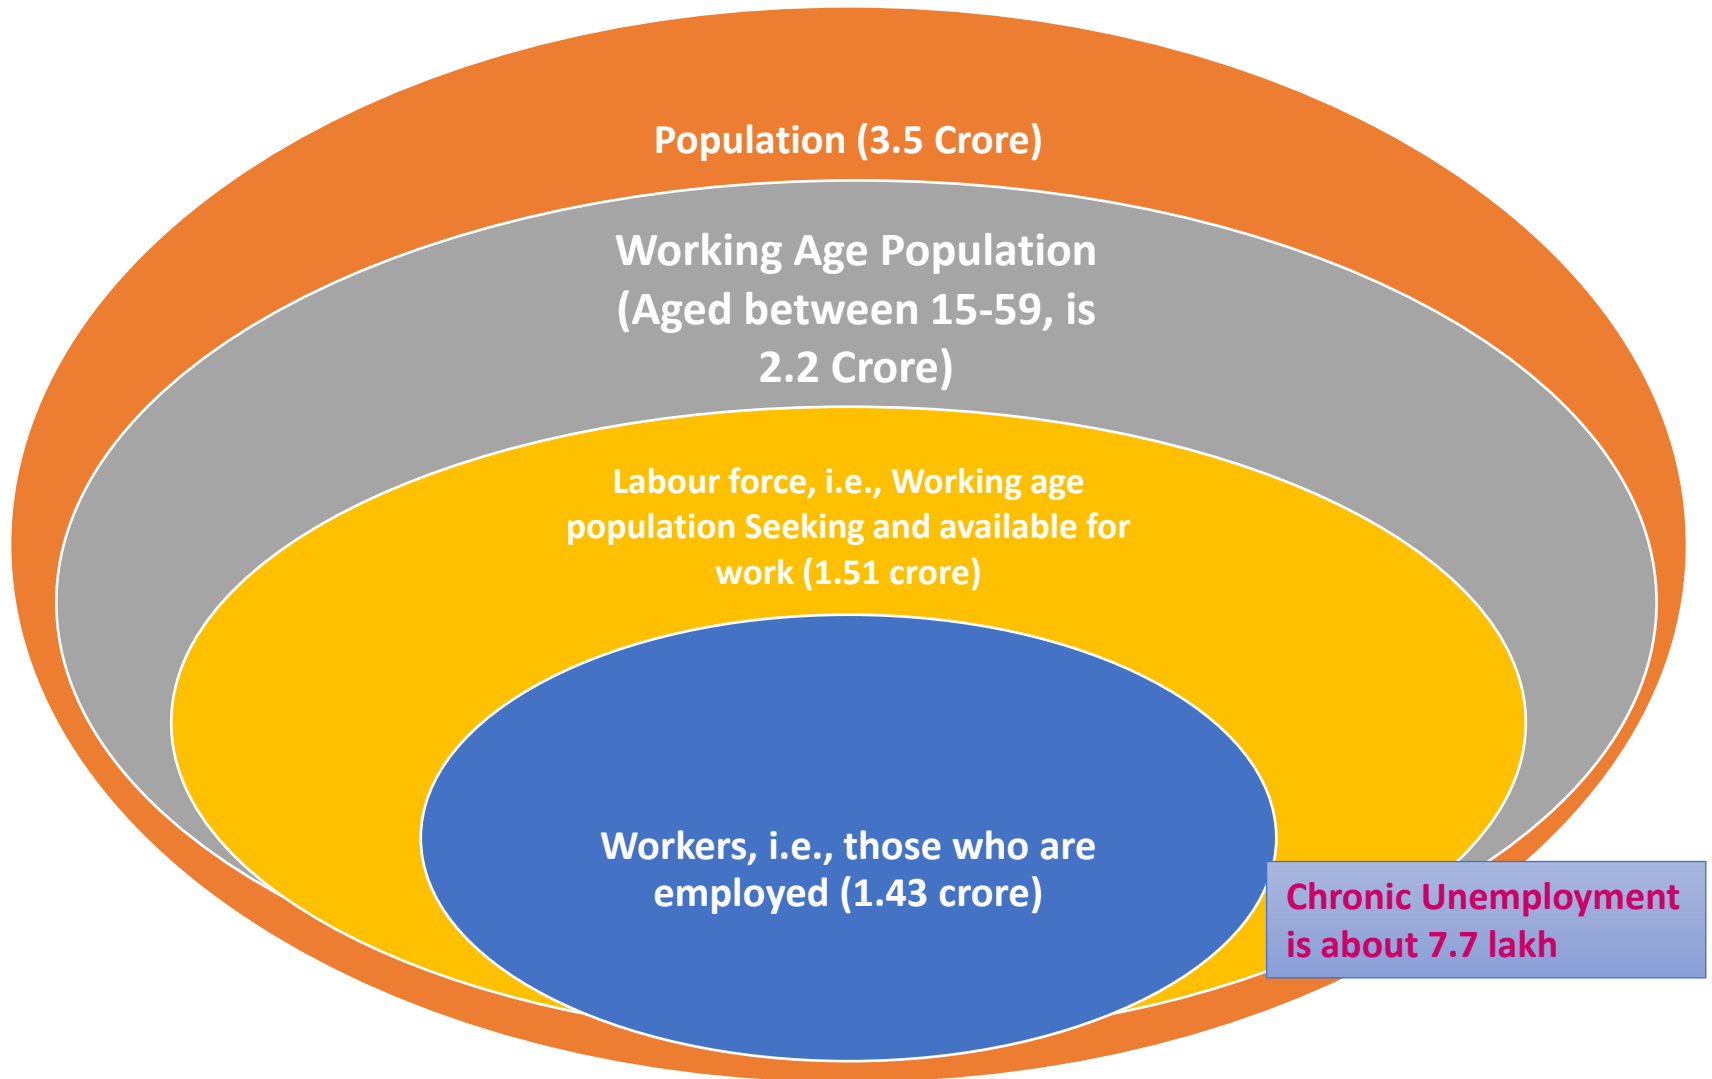 Population (3.5 Crore)
Working Age Population
(Aged between 15-59, is
2.2 Crore)
Labour force, i.e., Working age
population Seeking and available for
work (1.51 crore)
Workers, i.e., those who are
employed (1.43 crore)
Chronic Unemployment
is about 7.7 lakh